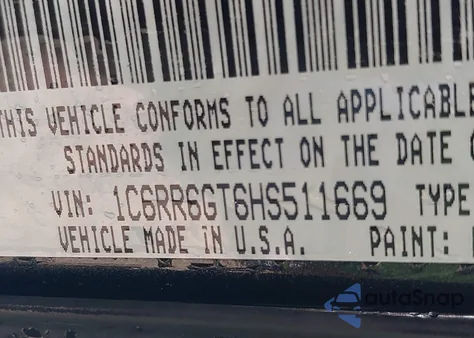 THIS VEHICLE CONFORMS TO ALL APPLICABLE
STANDARDS IN EFFECT ON THE DATE
VIN: 1C6RR6GT6HS511669 TYPE
VEHICLE MADE IN U.S.A. PAINT:
autoSnap